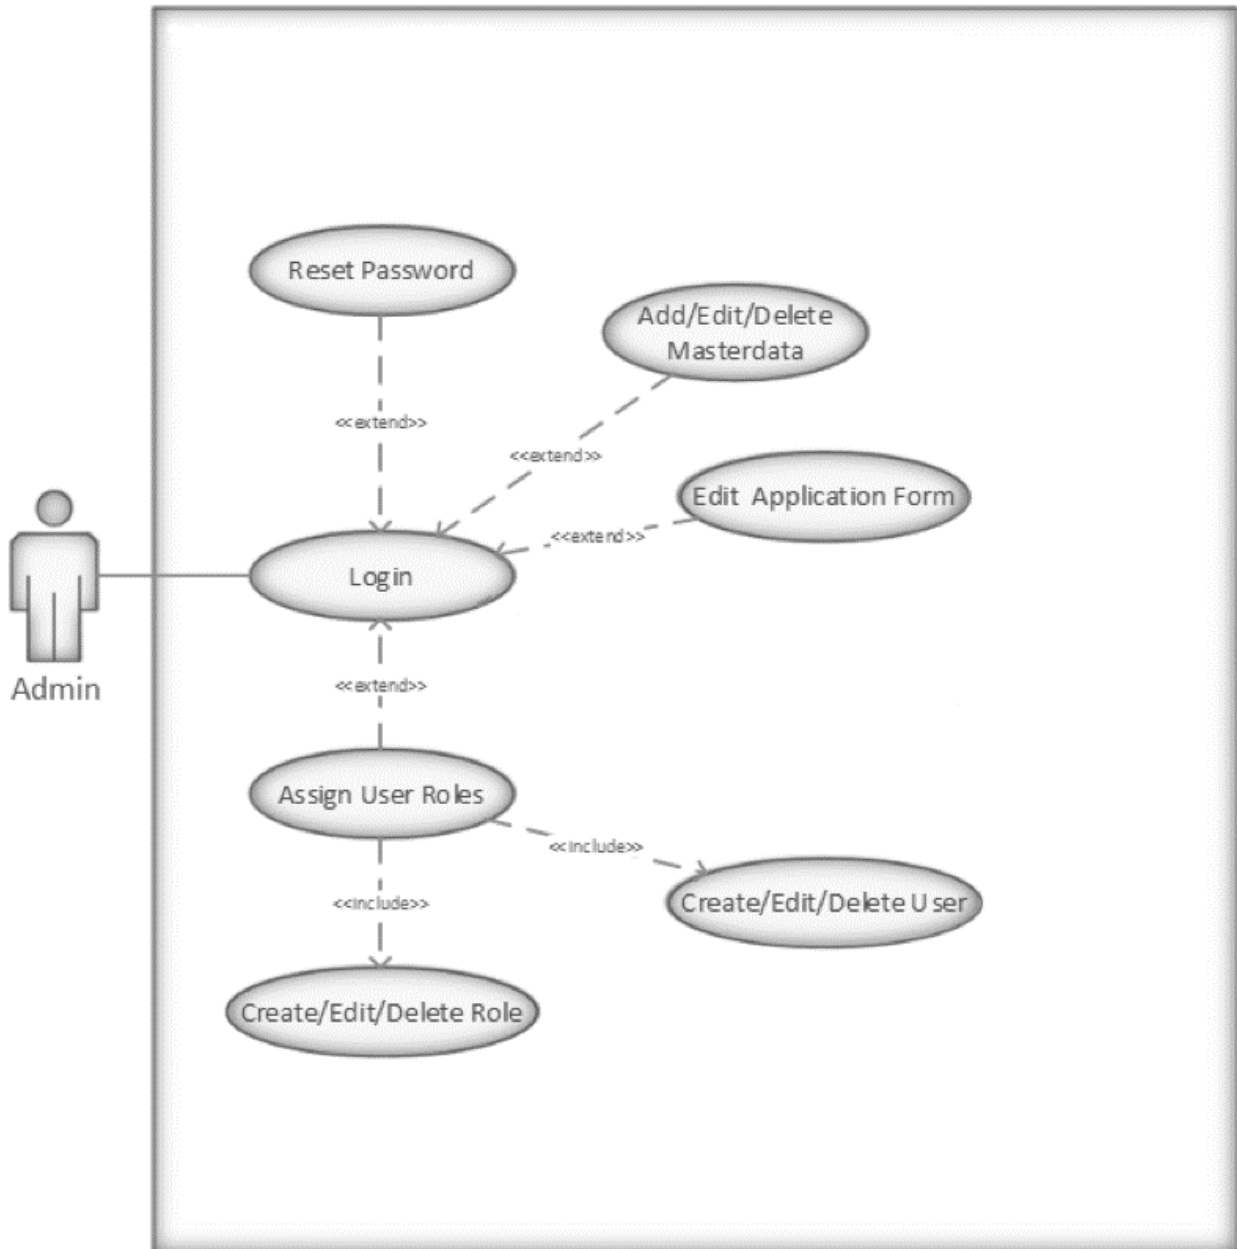 Reset Password
Add/Edit/Delete
Masterdata
<<extend>>
<<extend>>
Edit Application Form
<<extend>>
Login
Admin
<<extend>>
Assign User Roles
<<include>>
Create/Edit/Delete User
<<include>>
Create/Edit/Delete Role